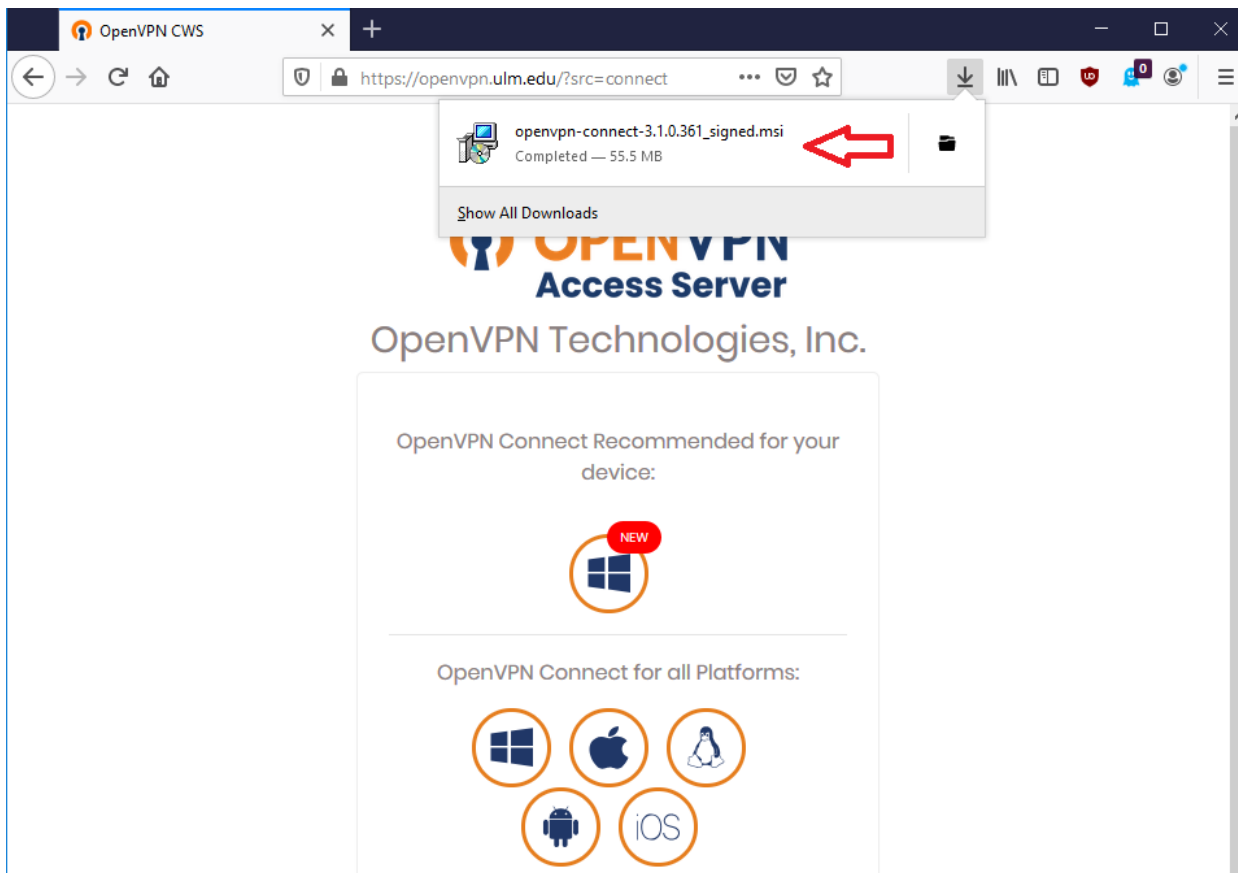 OpenVPN CWS
https://openvpn.ulm.edu/?src=connect
0
openvpn-connect-3.1.0.361_signed.msi
Completed — 55.5 MB
Show All Downloads
OPENVPN
Access Server
OpenVPN Technologies, Inc.
OpenVPN Connect Recommended for your
device:
NEW
OpenVPN Connect for all Platforms:
iOS